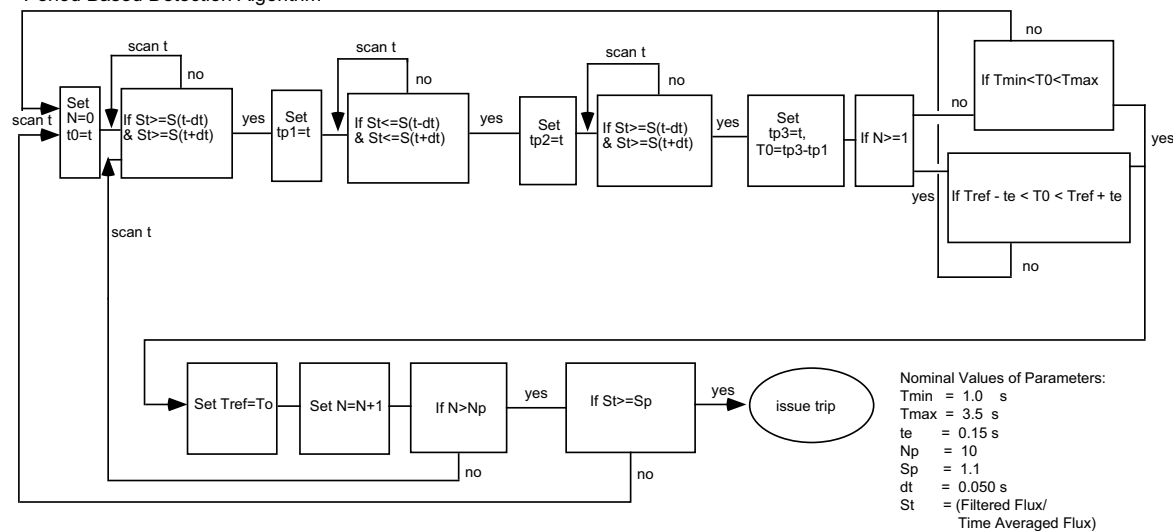 Period Based Detection Algorithm
scan t
scan t
scan t
no
no
no
no
scan t
Set
N=0
t0=t
If St>=S(t-dt)
& St>=S(t+dt)
yes
Set
tp1=t
If St<=S(t-dt)
& St<=S(t+dt)
yes
Set
tp2=t
If St>=S(t-dt)
& St>=S(t+dt)
yes
Set
tp3=t,
T0=tp3-tp1
If N>=1
no
If Tmin<T0<Tmax
yes
yes
If Tref - te < T0 < Tref + te
no
scan t
Set Tref=To
Set N=N+1
If N>Np
yes
If St>=Sp
yes
issue trip
no
no
Nominal Values of Parameters:
Tmin = 1.0 s
Tmax = 3.5 s
te = 0.15 s
Np = 10
Sp = 1.1
dt = 0.050 s
St = (Filtered Flux/
Time Averaged Flux)